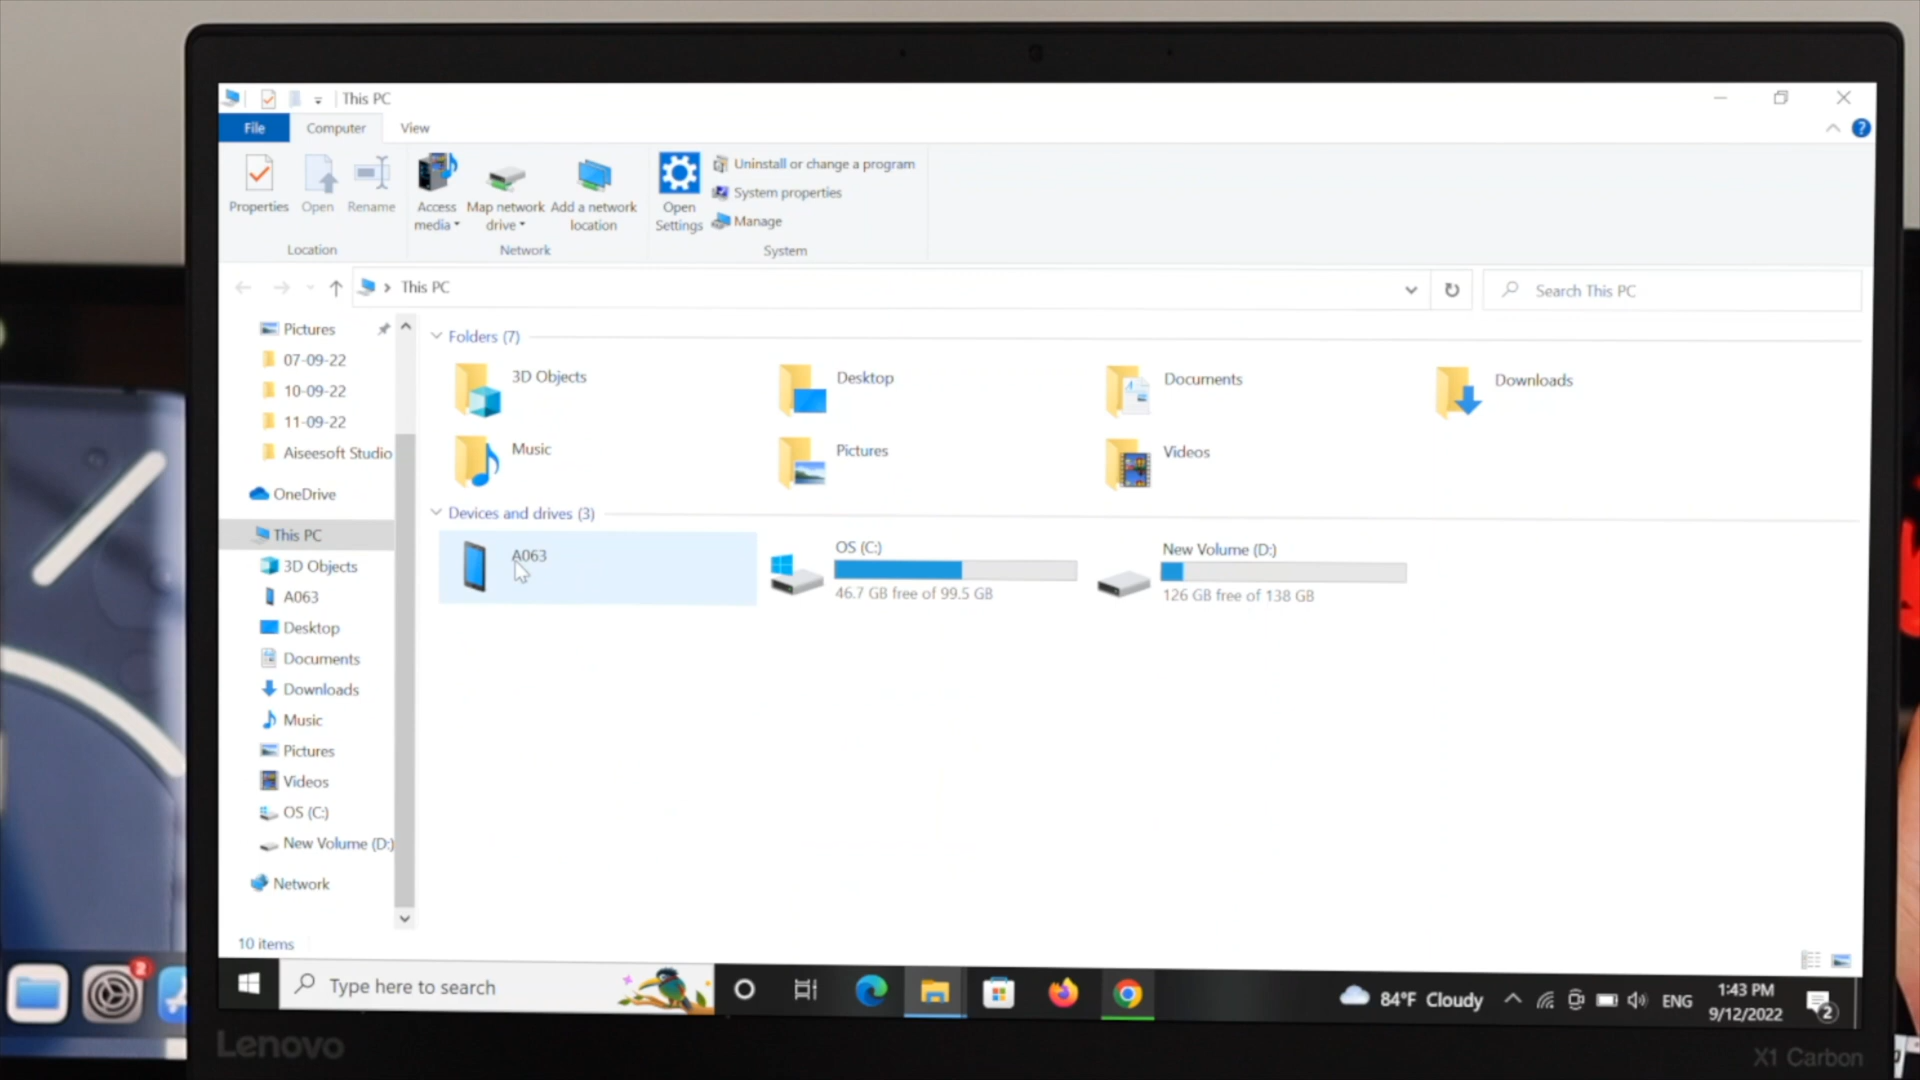 This PC
File Computer View
Properties Open Rename
Access media Map network drive Add a network location
Open Settings
Uninstall or change a program
System properties
Manage
Location Network System
This PC
Search This PC
Pictures
07-09-22
10-09-22
11-09-22
Aiseesoft Studio
OneDrive
This PC
3D Objects
A063
Desktop
Documents
Downloads
Music
Pictures
Videos
OS (C:)
New Volume (D:)
Network
Folders (7)
3D Objects Desktop Documents Downloads
Music Pictures Videos
Devices and drives (3)
A063
OS (C:)
46.7 GB free of 99.5 GB
New Volume (D:)
126 GB free of 138 GB
10 items
Type here to search
84°F Cloudy
ENG
1:43 PM
9/12/2022
2
2
Lenovo
X1 Carbon